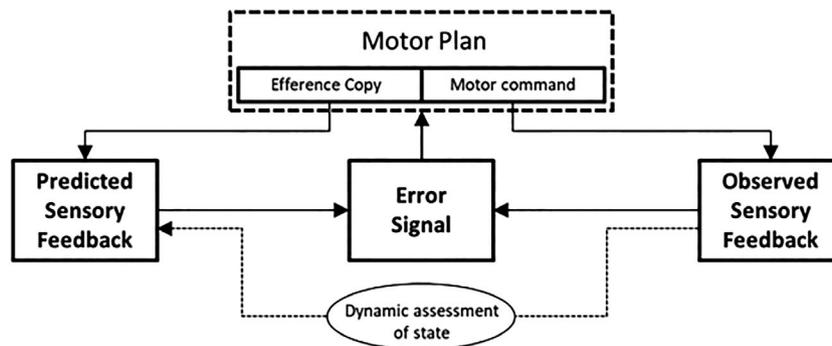 Motor Plan
Efference Copy
Motor command
Predicted
Sensory
Feedback
Error
Signal
Observed
Sensory
Feedback
Dynamic assessment
of state